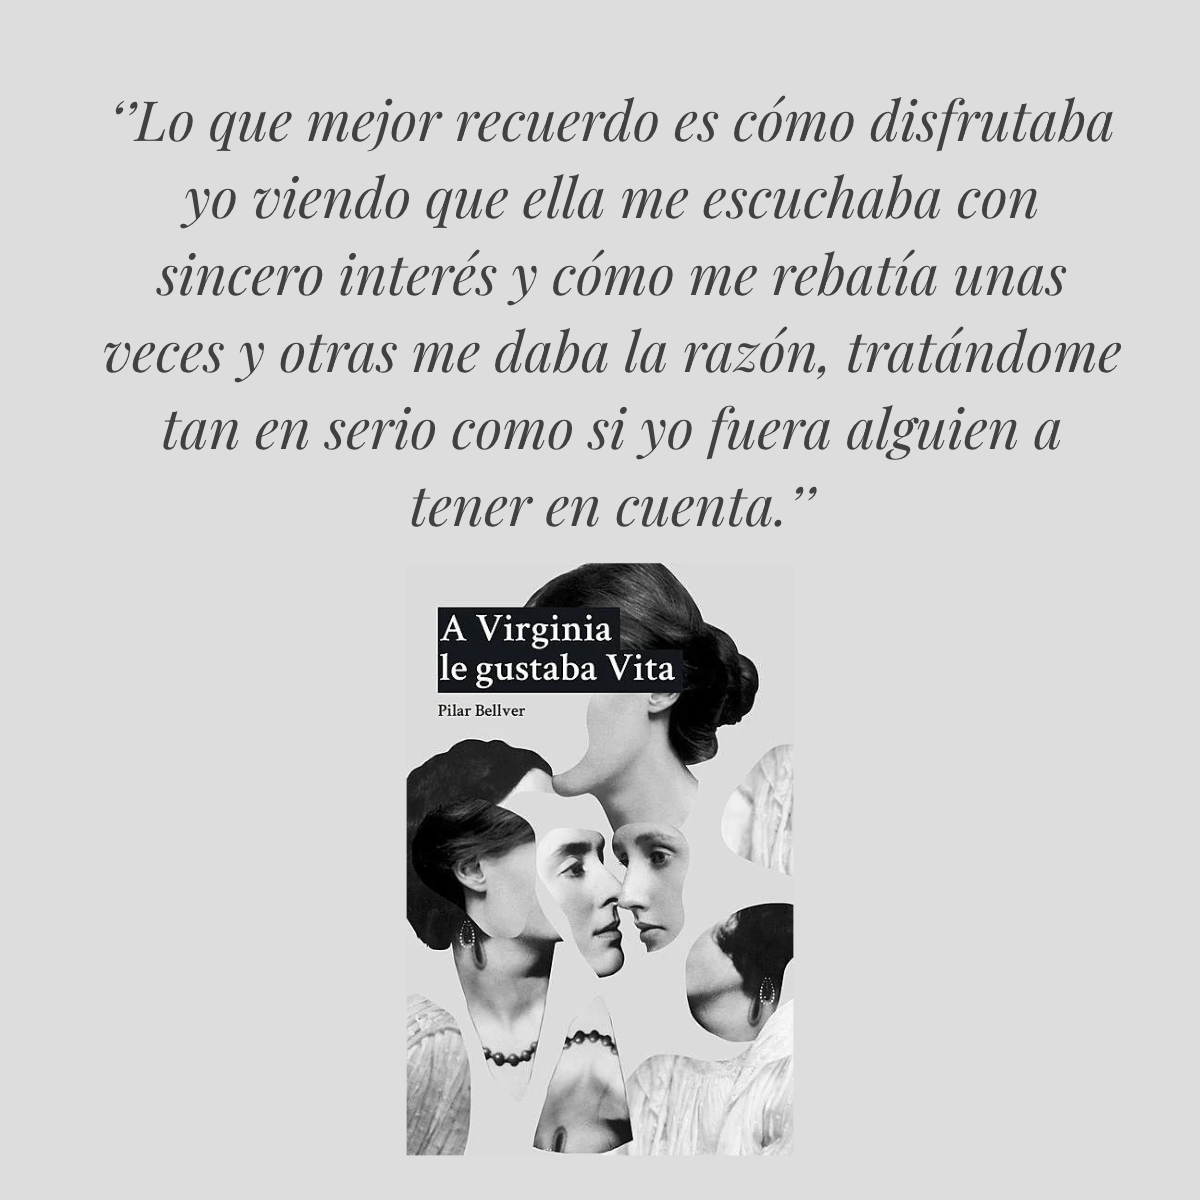 ‘’Lo que mejor recuerdo es cómo disfrutaba
yo viendo que ella me escuchaba con
sincero interés y cómo me rebatía unas
veces y otras me daba la razón, tratándome
tan en serio como si yo fuera alguien a
tener en cuenta.’’
A Virginia
le gustaba Vita
Pilar Bellver